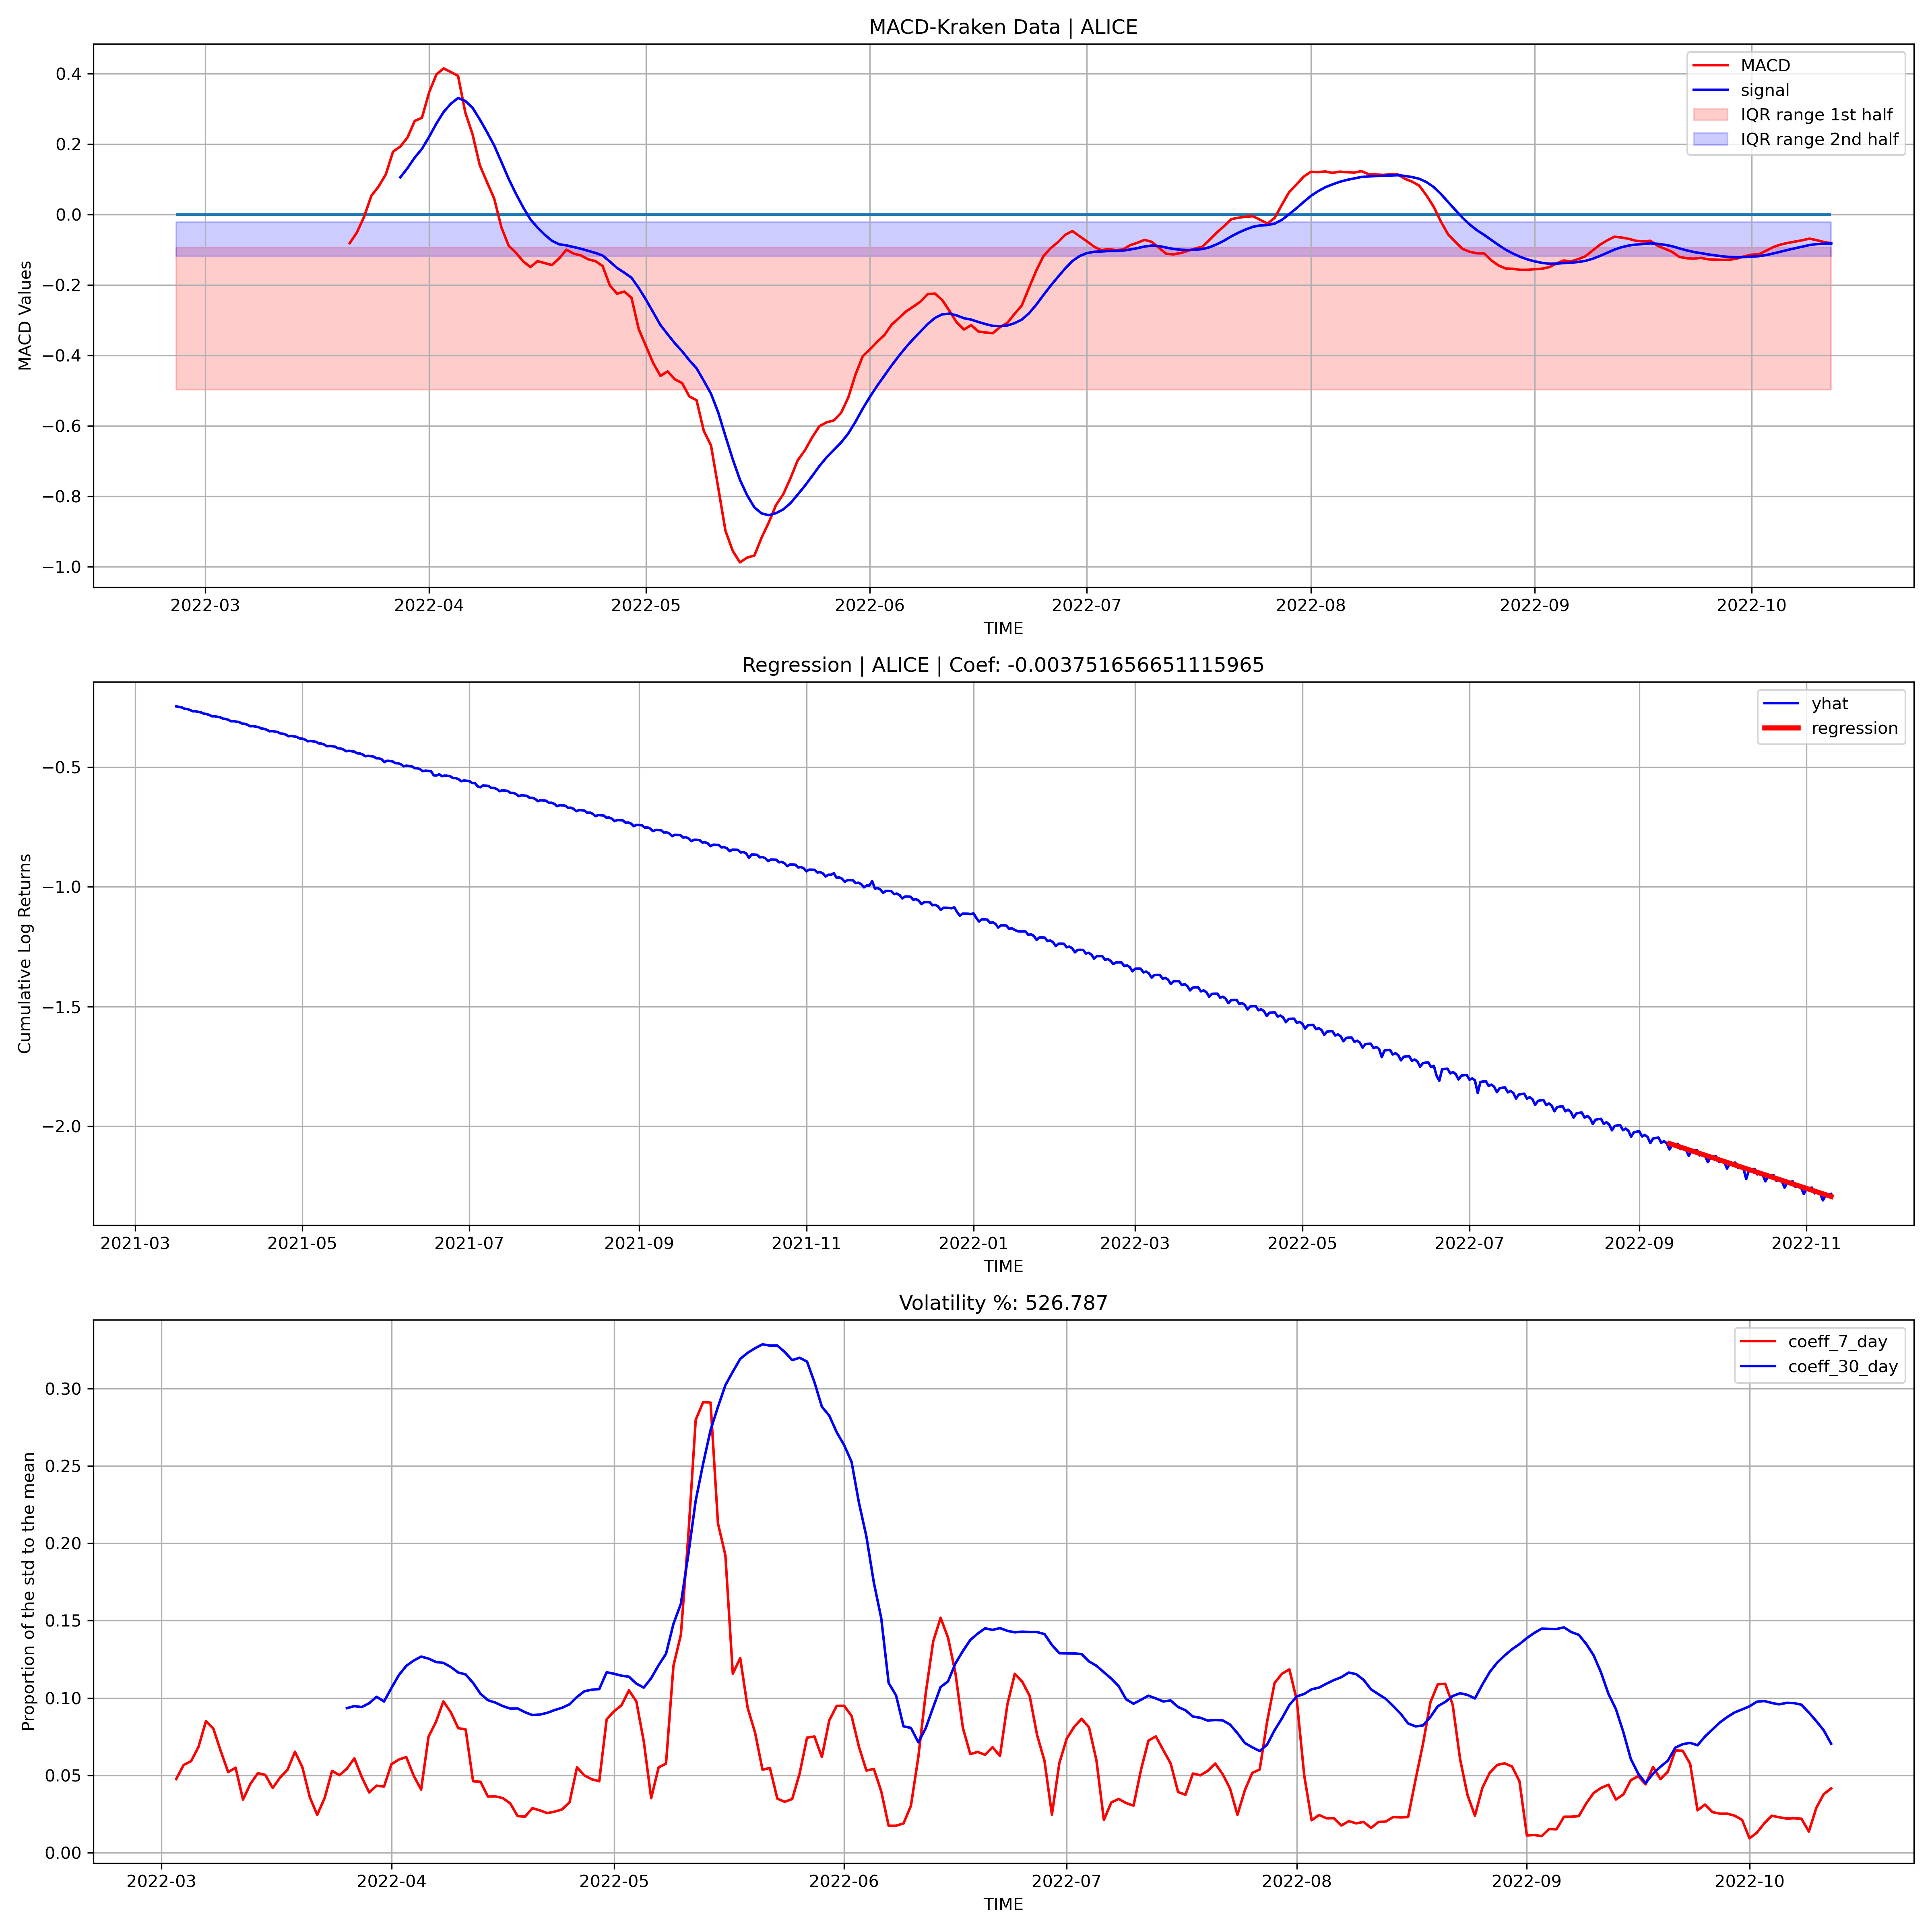 MACD-Kraken Data | ALICE
MACD Values
0.4
0.2
0.0
−0.2
−0.4
−0.6
−0.8
−1.0
MACD
signal
IQR range 1st half
IQR range 2nd half
2022-03
2022-04
2022-05
2022-06
2022-07
2022-08
2022-09
2022-10
TIME
Regression | ALICE | Coef: -0.003751656651115965
Cumulative Log Returns
−0.5
−1.0
−1.5
−2.0
yhat
regression
2021-03
2021-05
2021-07
2021-09
2021-11
2022-01
2022-03
2022-05
2022-07
2022-09
2022-11
TIME
Volatility %: 526.787
Proportion of the std to the mean
0.30
0.25
0.20
0.15
0.10
0.05
0.00
coeff_7_day
coeff_30_day
2022-03
2022-04
2022-05
2022-06
2022-07
2022-08
2022-09
2022-10
TIME